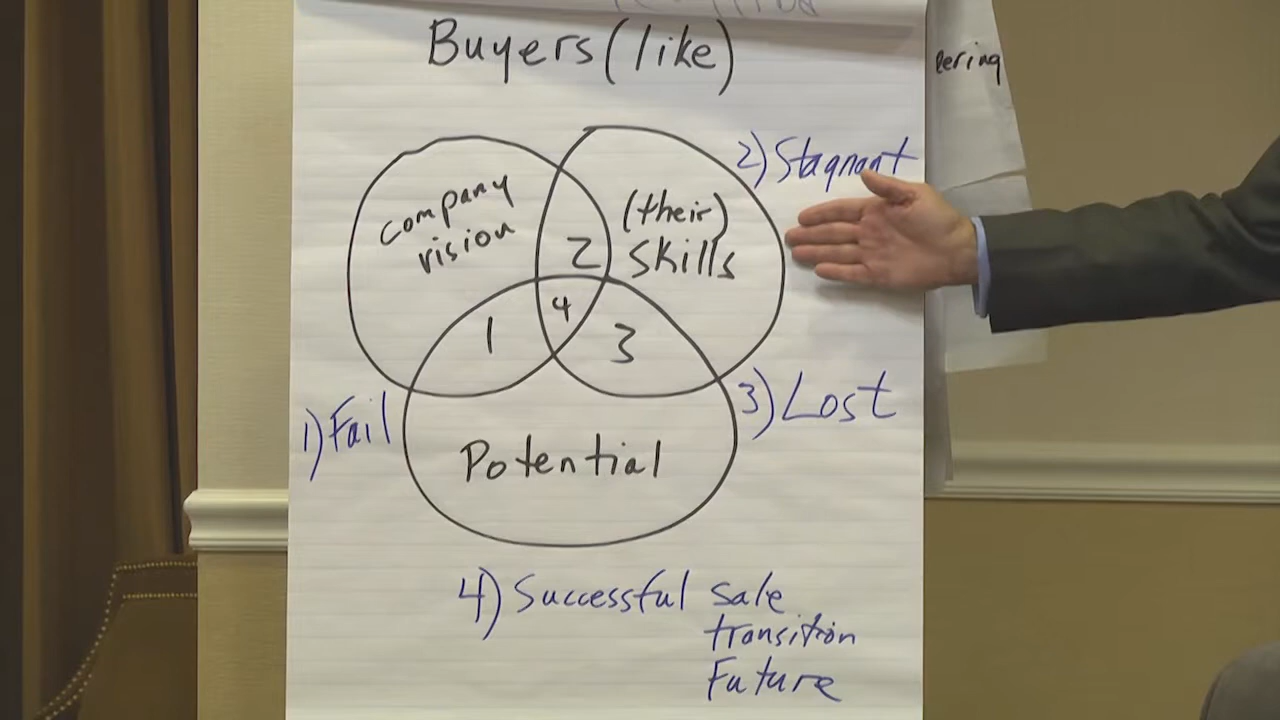 Buyers (like)
eering
2) Stagnant
company
vision
(their)
skills
2
4
1
3
1) Fail
3) Lost
Potential
4) Successful sale
transition
Future